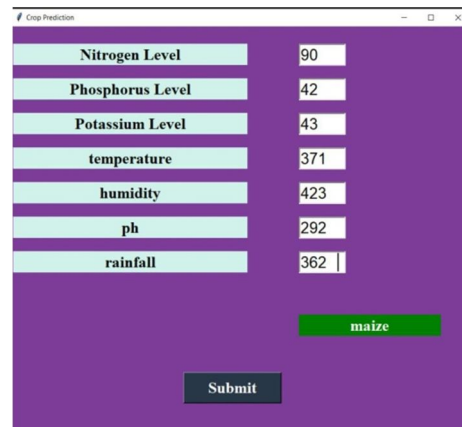 Crop Prediction
Nitrogen Level 90
Phosphorus Level 42
Potassium Level 43
temperature 371
humidity 423
ph 292
rainfall 362
maize
Submit